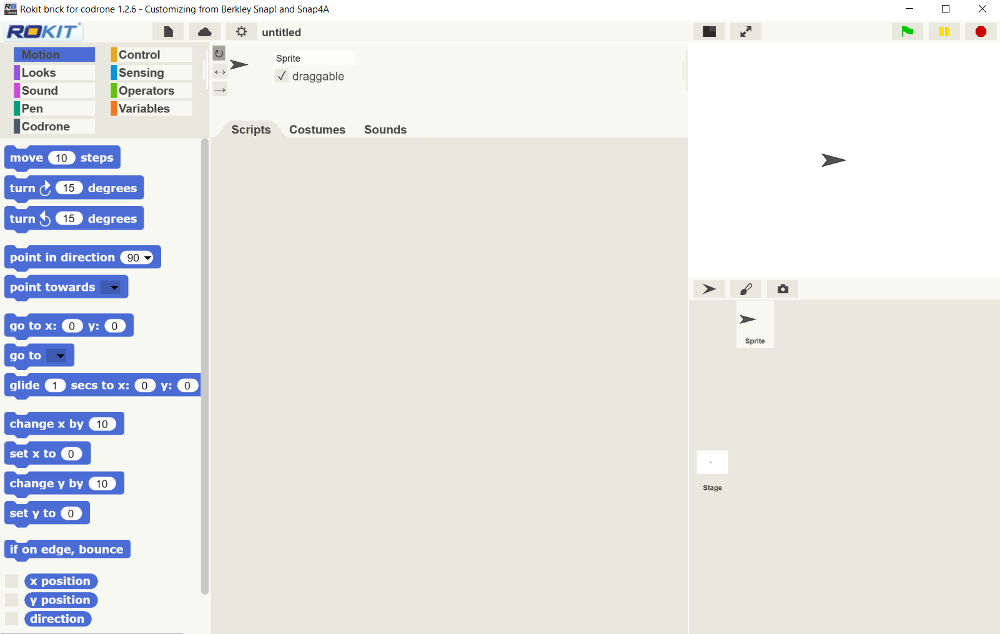 Rokit brick for codrone 1.2.6 - Customizing from Berkley Snap! and Snap4A
ROKIT
untitled
Motion
Control
Looks
Sensing
Sound
Operators
Pen
Variables
Codrone
Sprite
draggable
Scripts Costumes Sounds
move 10 steps
turn 15 degrees
turn 15 degrees
point in direction 90
point towards
go to x: 0 y: 0
go to
glide 1 secs to x: 0 y: 0
change x by 10
set x to 0
change y by 10
set y to 0
if on edge, bounce
x position
y position
direction
Sprite
Stage